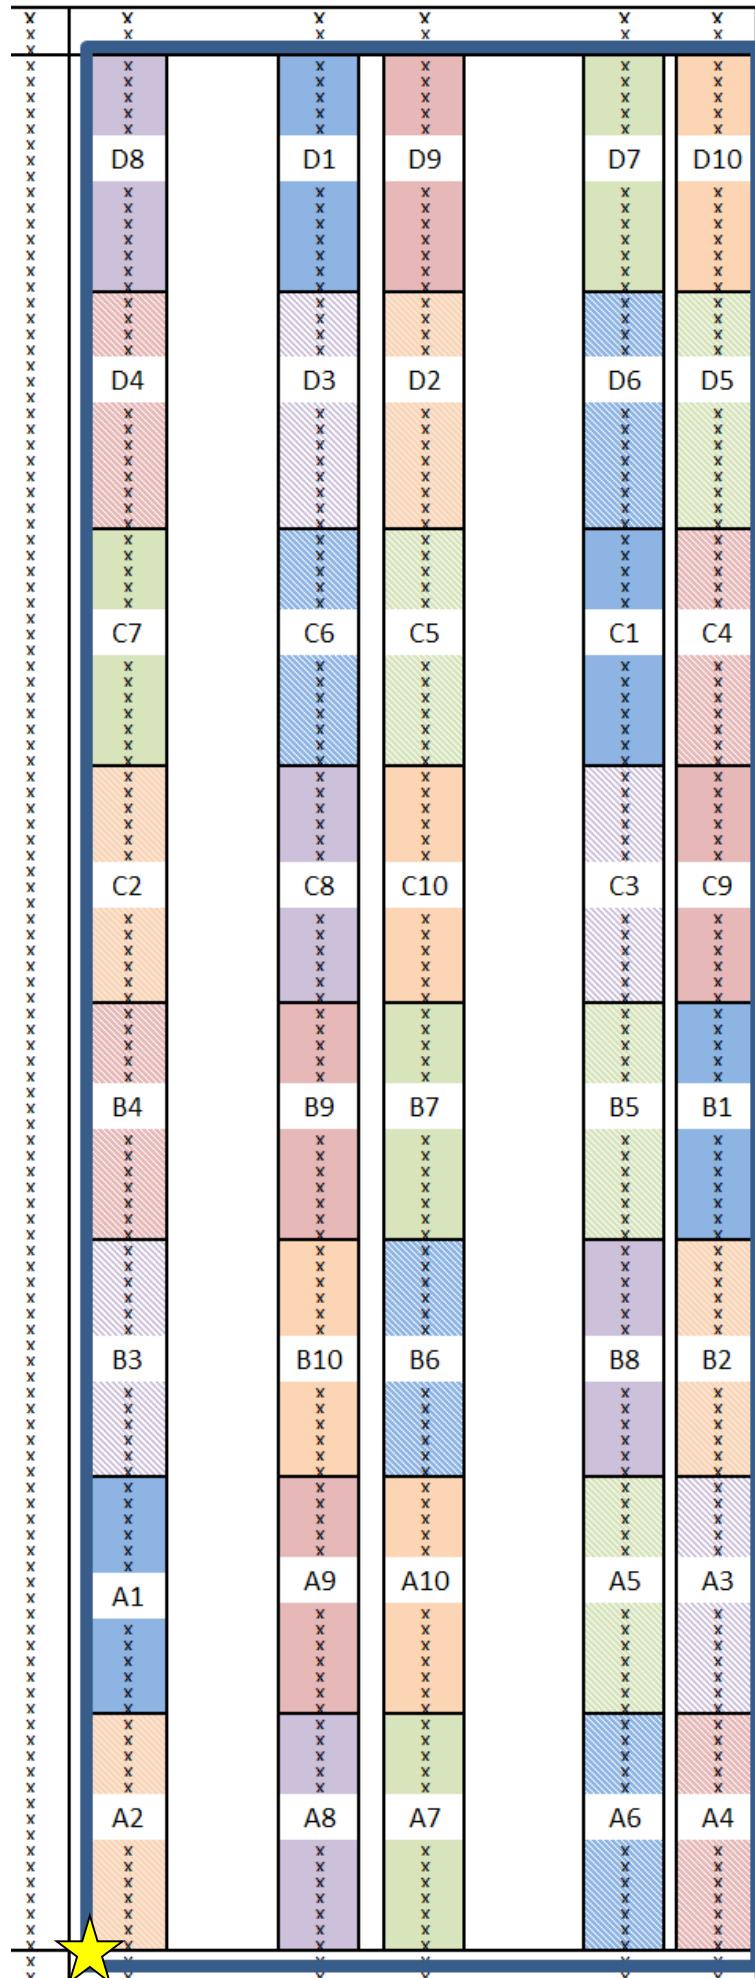 D8 D1 D9 D7 D10
D4 D3 D2 D6 D5
C7 C6 C5 C1 C4
C2 C8 C10 C3 C9
B4 B9 B7 B5 B1
B3 B10 B6 B8 B2
A1 A9 A10 A5 A3
A2 A8 A7 A6 A4